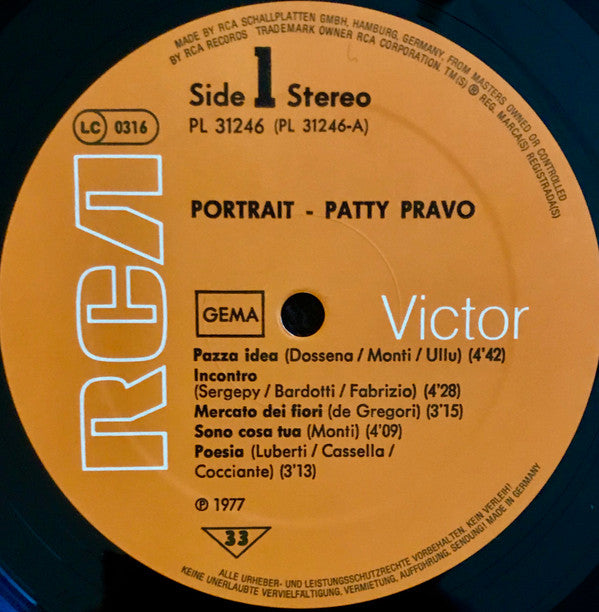 MADE BY RCA SCHALLPLATTEN GMBH, HAMBURG, GERMANY, FROM MASTERS OWNED OR CONTROLLED
BY RCA RECORDS TRADEMARK OWNER RCA CORPORATION. TM(S) ® REG. MARCA(S) REGISTRADA(S)
Side 1 Stereo
PL 31246 (PL 31246-A)
LC 0316
PORTRAIT - PATTY PRAVO
RCA
GEMA
Victor
Pazza idea (Dossena / Monti / Ullu) (4'42)
Incontro
(Sergepy / Bardotti / Fabrizio) (4'28)
Mercato dei fiori (de Gregori) (3'15)
Sono cosa tua (Monti) (4'09)
Poesia (Luberti / Cassella /
Cocciante) (3'13)
℗ 1977
33
ALLE URHEBER- UND LEISTUNGSSCHUTZRECHTE VORBEHALTEN. KEIN VERLEIH!
KEINE UNERLAUBTE VERVIELFÄLTIGUNG, VERMIETUNG, AUFFÜHRUNG, SENDUNG! MADE IN GERMANY